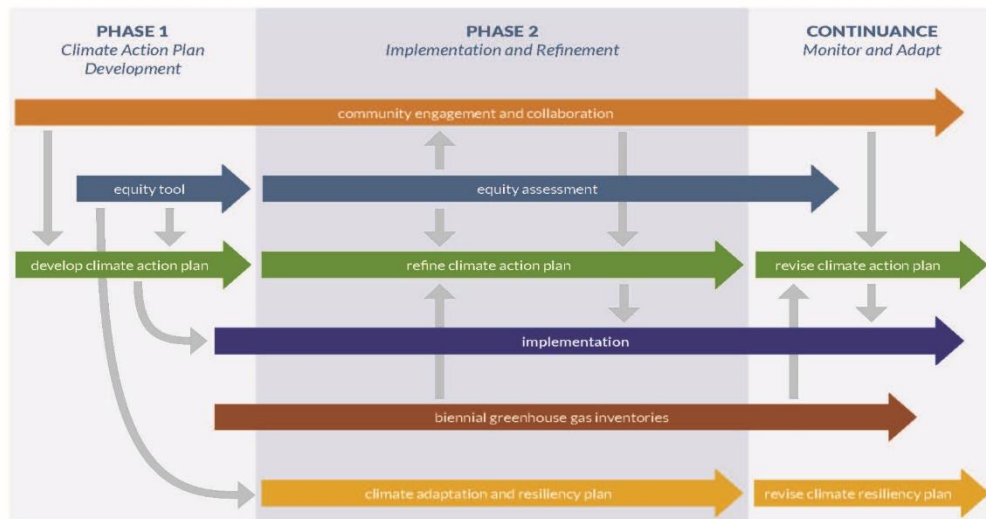 PHASE 1
Climate Action Plan
Development
PHASE 2
Implementation and Refinement
CONTINUANCE
Monitor and Adapt
community engagement and collaboration
equity tool
equity assessment
develop climate action plan
refine climate action plan
revise climate action plan
implementation
biennial greenhouse gas inventories
climate adaptation and resiliency plan
revise climate resiliency plan